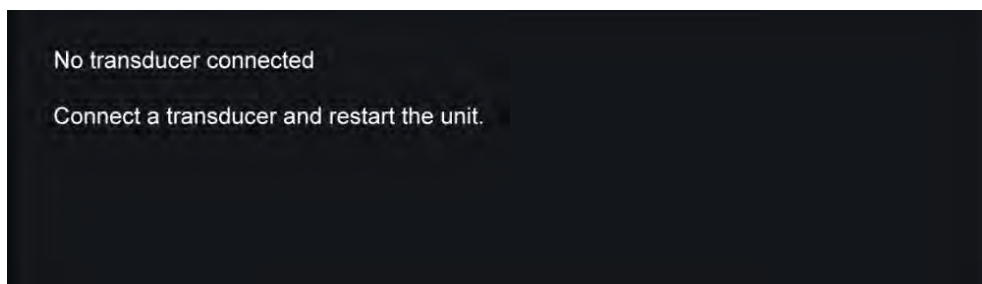 No transducer connected
Connect a transducer and restart the unit.